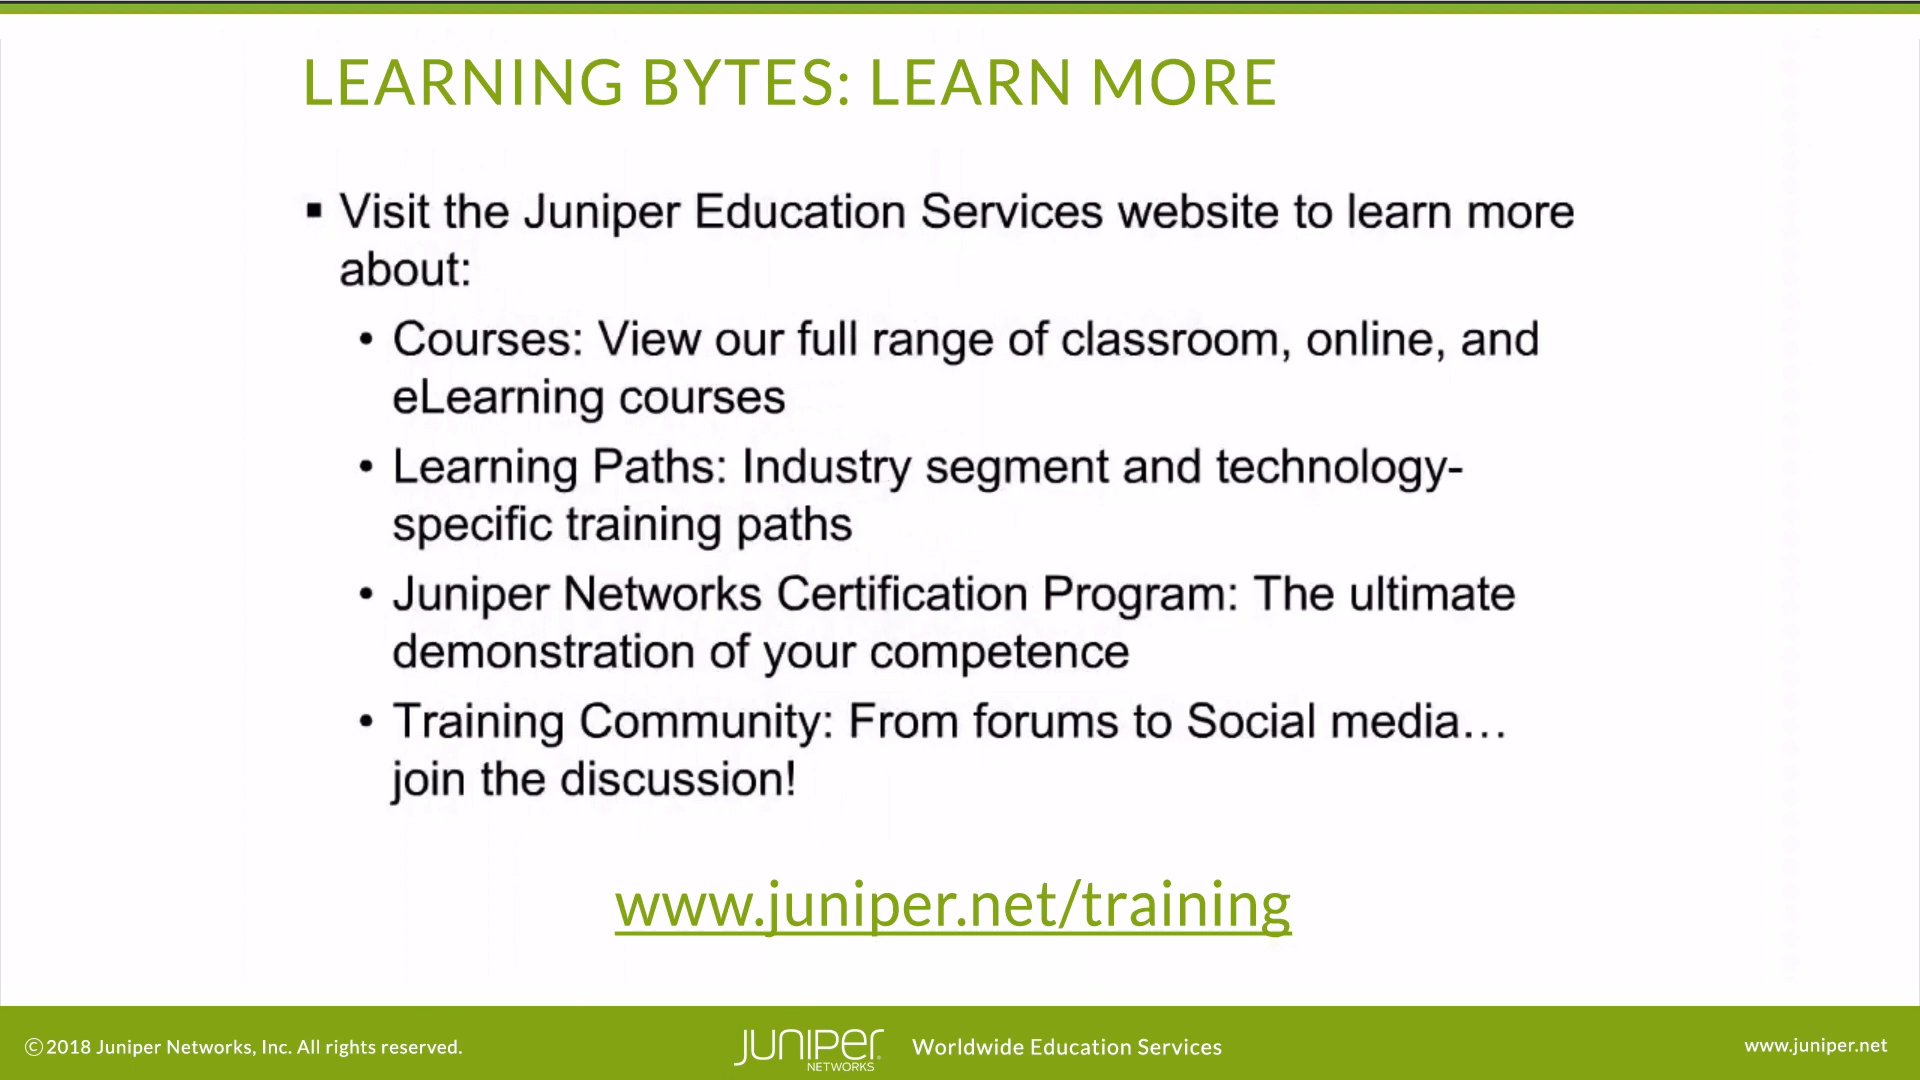 LEARNING BYTES: LEARN MORE
▪ Visit the Juniper Education Services website to learn more
about:
• Courses: View our full range of classroom, online, and
eLearning courses
• Learning Paths: Industry segment and technology-
specific training paths
• Juniper Networks Certification Program: The ultimate
demonstration of your competence
• Training Community: From forums to Social media…
join the discussion!
www.juniper.net/training
©2018 Juniper Networks, Inc. All rights reserved.
JUNIPER
NETWORKS
Worldwide Education Services
www.juniper.net